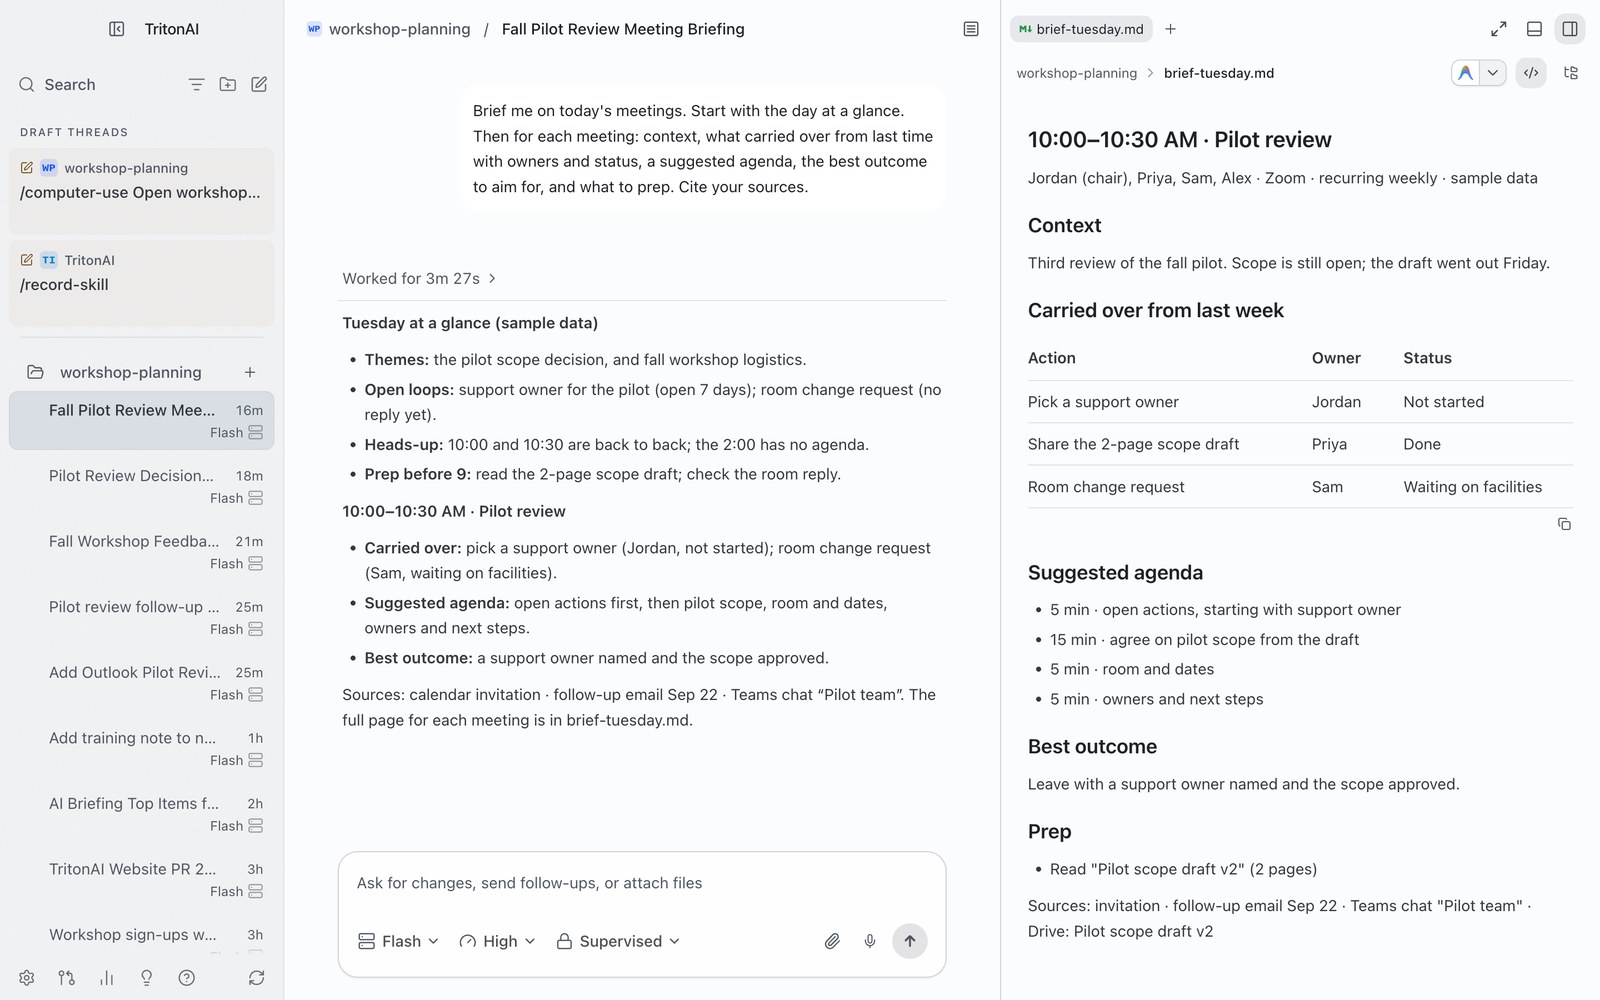 TritonAI
Search
DRAFT THREADS
WP workshop-planning
/computer-use Open workshop...
TI TritonAI
/record-skill
workshop-planning
Fall Pilot Review Mee... 16m
Flash
Pilot Review Decision... 18m
Flash
Fall Workshop Feedba... 21m
Flash
Pilot review follow-up ... 25m
Flash
Add Outlook Pilot Revi... 25m
Flash
Add training note to n... 1h
Flash
AI Briefing Top Items f... 2h
Flash
TritonAI Website PR 2... 3h
Flash
Workshop sign-ups w... 3h
WP workshop-planning / Fall Pilot Review Meeting Briefing
Brief me on today's meetings. Start with the day at a glance.
Then for each meeting: context, what carried over from last time
with owners and status, a suggested agenda, the best outcome
to aim for, and what to prep. Cite your sources.
Worked for 3m 27s
Tuesday at a glance (sample data)
• Themes: the pilot scope decision, and fall workshop logistics.
• Open loops: support owner for the pilot (open 7 days); room change request (no
reply yet).
• Heads-up: 10:00 and 10:30 are back to back; the 2:00 has no agenda.
• Prep before 9: read the 2-page scope draft; check the room reply.
10:00–10:30 AM · Pilot review
• Carried over: pick a support owner (Jordan, not started); room change request
(Sam, waiting on facilities).
• Suggested agenda: open actions first, then pilot scope, room and dates,
owners and next steps.
• Best outcome: a support owner named and the scope approved.
Sources: calendar invitation · follow-up email Sep 22 · Teams chat “Pilot team”. The
full page for each meeting is in brief-tuesday.md.
Ask for changes, send follow-ups, or attach files
Flash High Supervised
M↓ brief-tuesday.md
workshop-planning > brief-tuesday.md
10:00–10:30 AM · Pilot review
Jordan (chair), Priya, Sam, Alex · Zoom · recurring weekly · sample data
Context
Third review of the fall pilot. Scope is still open; the draft went out Friday.
Carried over from last week
Action Owner Status
Pick a support owner Jordan Not started
Share the 2-page scope draft Priya Done
Room change request Sam Waiting on facilities
Suggested agenda
• 5 min · open actions, starting with support owner
• 15 min · agree on pilot scope from the draft
• 5 min · room and dates
• 5 min · owners and next steps
Best outcome
Leave with a support owner named and the scope approved.
Prep
• Read "Pilot scope draft v2" (2 pages)
Sources: invitation · follow-up email Sep 22 · Teams chat "Pilot team" ·
Drive: Pilot scope draft v2